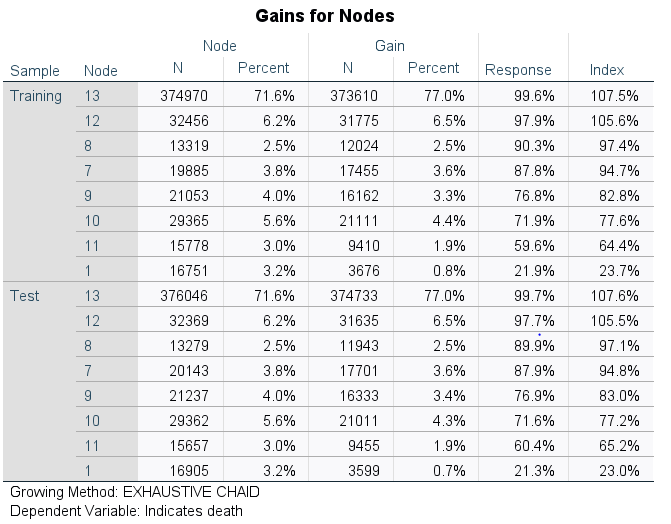 Gains for Nodes
Node Gain
Sample Node N Percent N Percent Response Index
Training 13 374970 71.6% 373610 77.0% 99.6% 107.5%
12 32456 6.2% 31775 6.5% 97.9% 105.6%
8 13319 2.5% 12024 2.5% 90.3% 97.4%
7 19885 3.8% 17455 3.6% 87.8% 94.7%
9 21053 4.0% 16162 3.3% 76.8% 82.8%
10 29365 5.6% 21111 4.4% 71.9% 77.6%
11 15778 3.0% 9410 1.9% 59.6% 64.4%
1 16751 3.2% 3676 0.8% 21.9% 23.7%
Test 13 376046 71.6% 374733 77.0% 99.7% 107.6%
12 32369 6.2% 31635 6.5% 97.7% 105.5%
8 13279 2.5% 11943 2.5% 89.9% 97.1%
7 20143 3.8% 17701 3.6% 87.9% 94.8%
9 21237 4.0% 16333 3.4% 76.9% 83.0%
10 29362 5.6% 21011 4.3% 71.6% 77.2%
11 15657 3.0% 9455 1.9% 60.4% 65.2%
1 16905 3.2% 3599 0.7% 21.3% 23.0%
Growing Method: EXHAUSTIVE CHAID
Dependent Variable: Indicates death